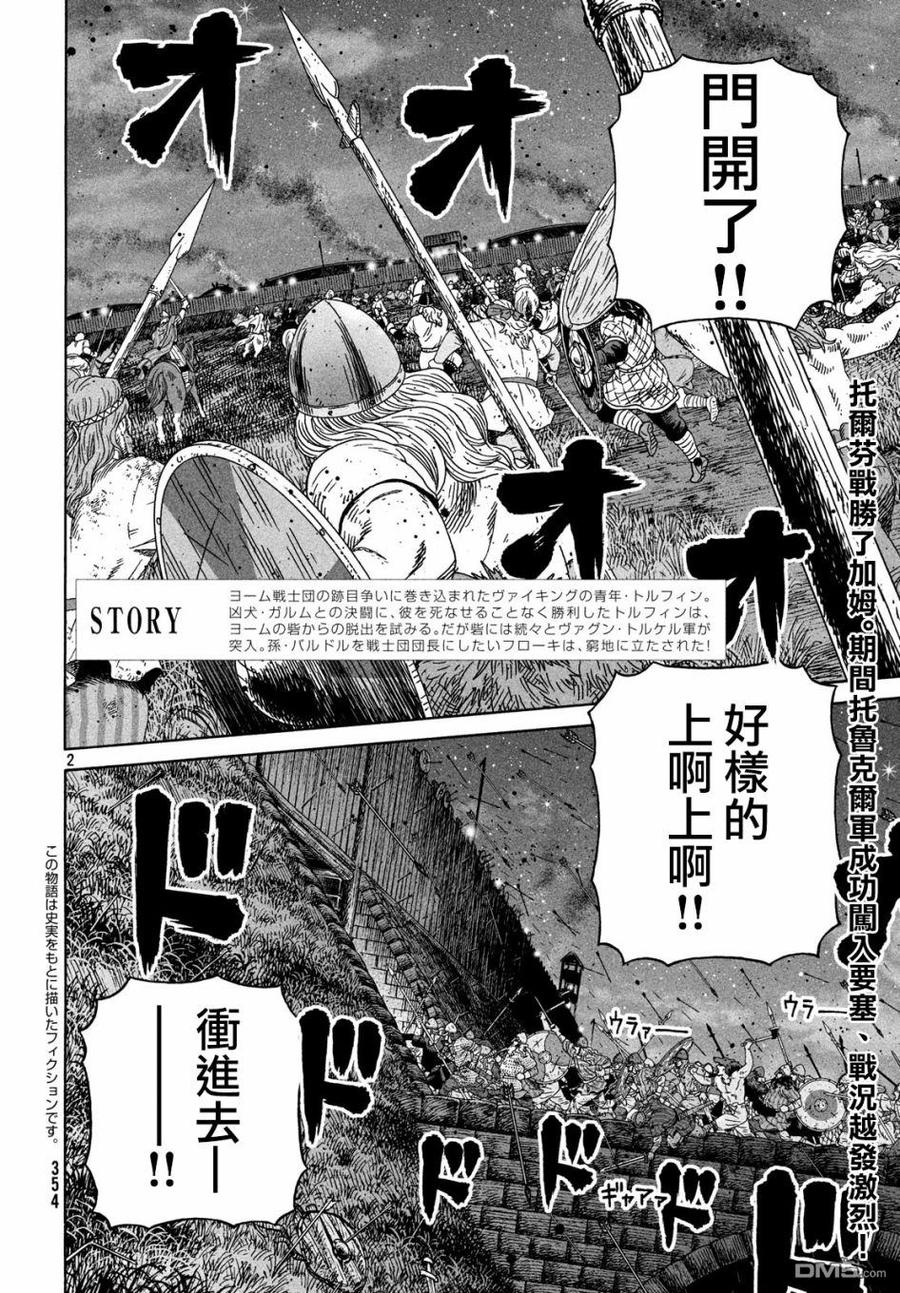 門開了!!
オオオオ
托爾芬戰勝了加姆。期間托魯克爾軍成功闖入要塞、戰況越發激烈！
STORY
ヨーム戦士団の跡目争いに巻き込まれたヴァイキングの青年・トルフィン。
凶犬・ガルムとの決闘に、彼を死なせることなく勝利したトルフィンは、
ヨームの砦からの脱出を試みる。だが砦には続々とヴァグン・トルケル軍が
突入。孫・バルドルを戦士団団長にしたいフローキは、窮地に立たされた!
2
好樣的
上啊上啊!!
ウラァー
ウラァー
ギャアァ
ドドドドド
衝進去ー
ーー!!
この物語は史実をもとに描いたフィクションです。
354
DM5.com